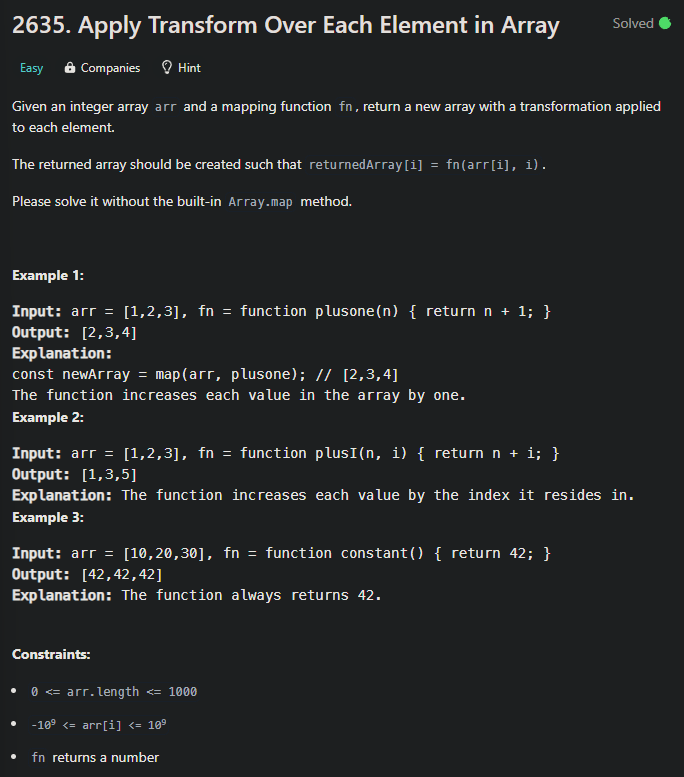 2635. Apply Transform Over Each Element in Array
Solved
Easy Companies Hint
Given an integer array arr and a mapping function fn, return a new array with a transformation applied
to each element.
The returned array should be created such that returnedArray[i] = fn(arr[i], i).
Please solve it without the built-in Array.map method.
Example 1:
Input: arr = [1,2,3], fn = function plusone(n) { return n + 1; }
Output: [2,3,4]
Explanation:
const newArray = map(arr, plusone); // [2,3,4]
The function increases each value in the array by one.
Example 2:
Input: arr = [1,2,3], fn = function plusI(n, i) { return n + i; }
Output: [1,3,5]
Explanation: The function increases each value by the index it resides in.
Example 3:
Input: arr = [10,20,30], fn = function constant() { return 42; }
Output: [42,42,42]
Explanation: The function always returns 42.
Constraints:
• 0 <= arr.length <= 1000
• -10⁹ <= arr[i] <= 10⁹
• fn returns a number